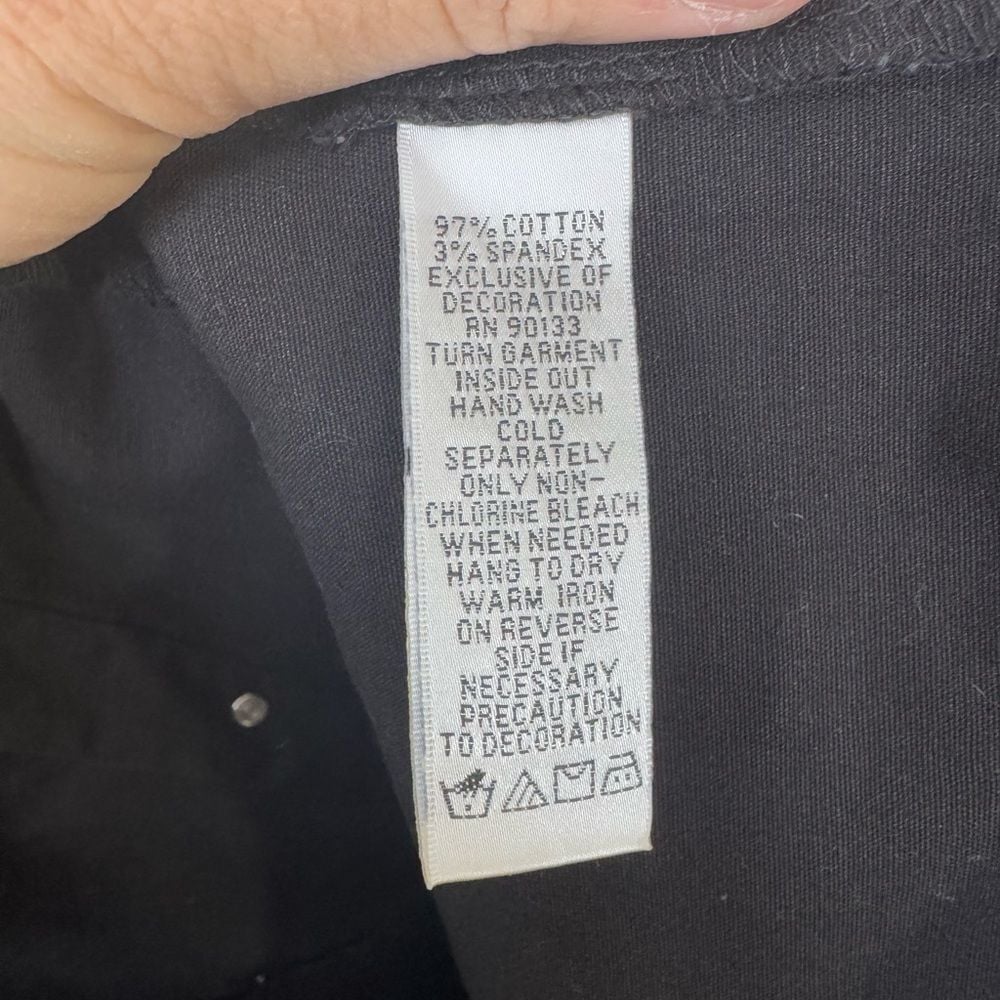 97% COTTON
3% SPANDEX
EXCLUSIVE OF
DECORATION
RN 90133
TURN GARMENT
INSIDE OUT
HAND WASH
COLD
SEPARATELY
ONLY NON-
CHLORINE BLEACH
WHEN NEEDED
HANG TO DRY
WARM IRON
ON REVERSE
SIDE IF
NECESSARY
PRECAUTION
TO DECORATION